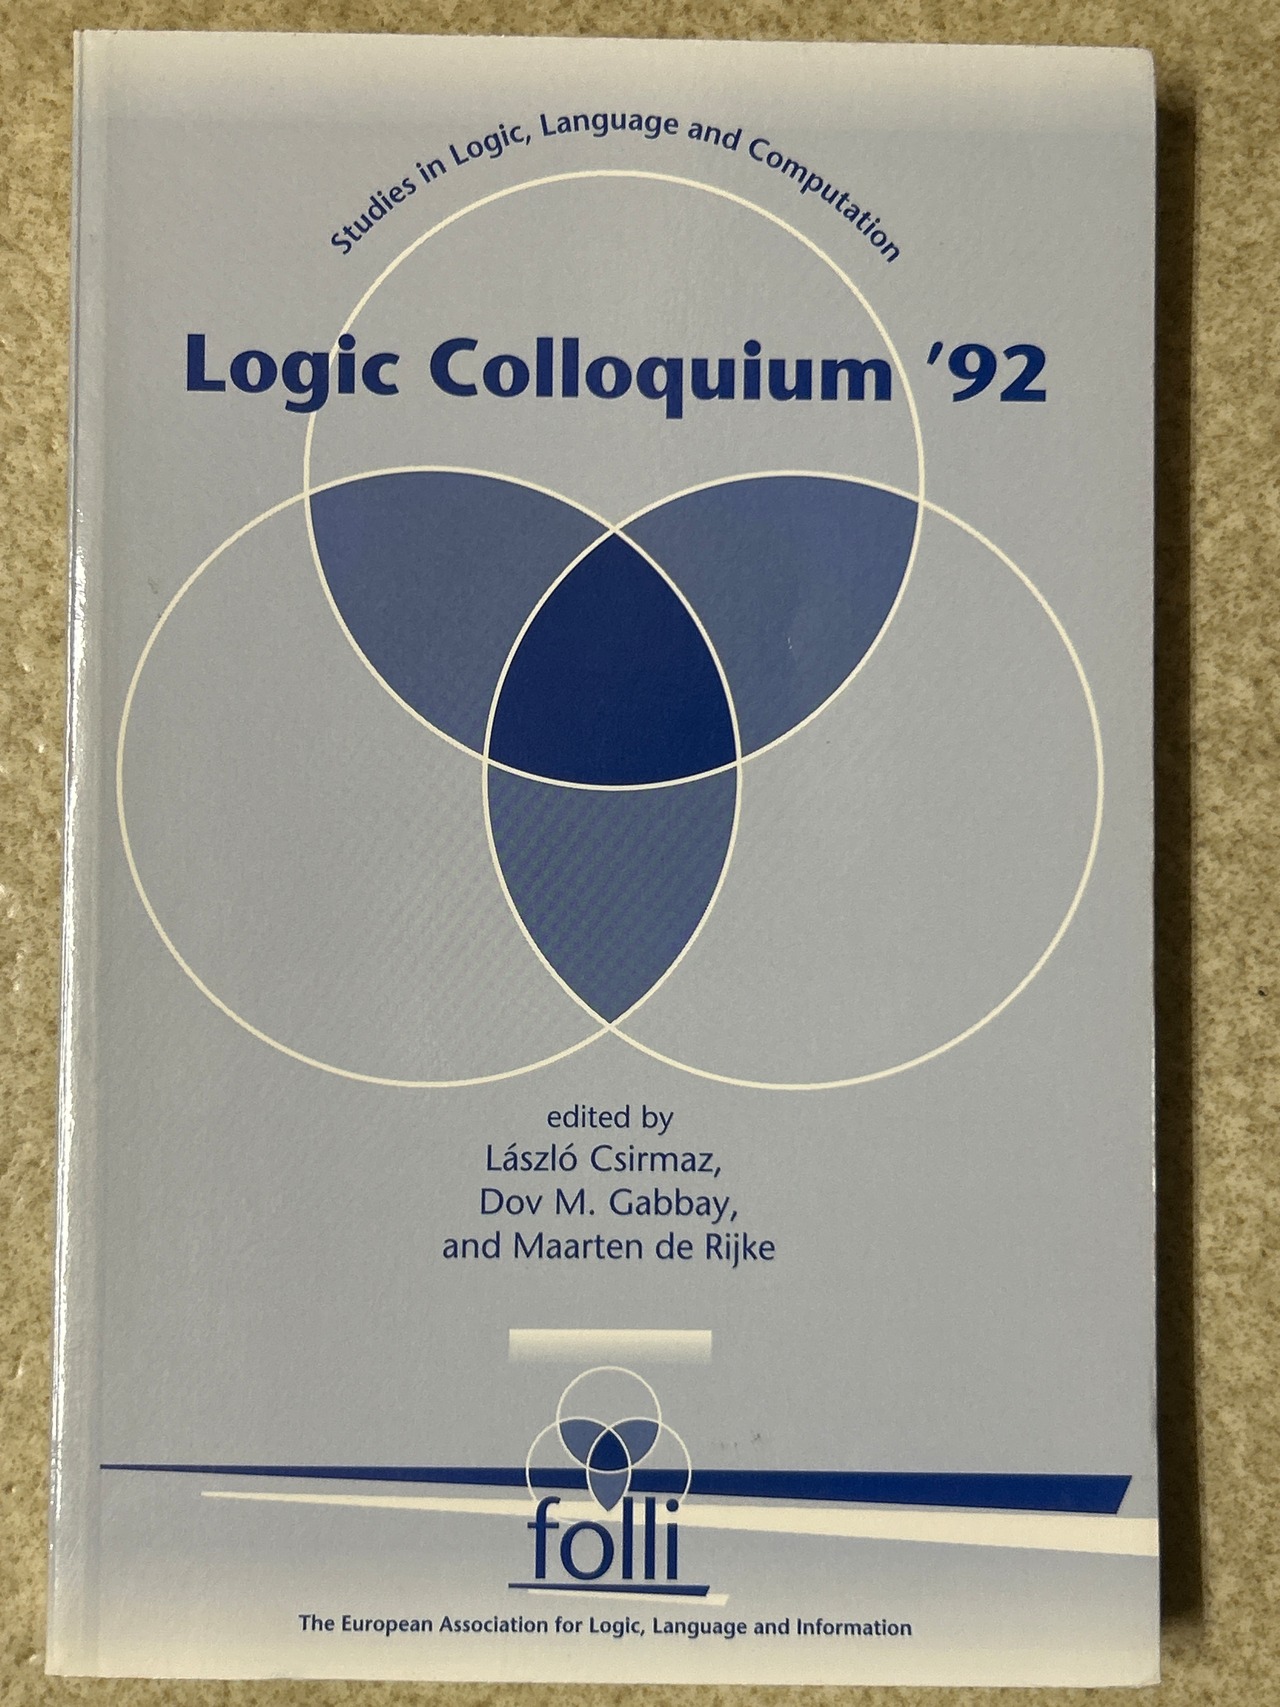 Studies in Logic, Language and Computation
Logic Colloquium ’92
edited by
László Csirmaz,
Dov M. Gabbay,
and Maarten de Rijke
folli
The European Association for Logic, Language and Information